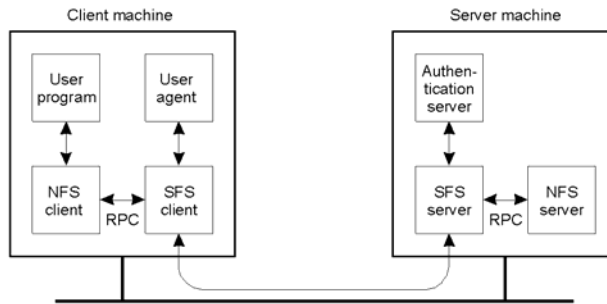 Client machine
Server machine
User
program
User
agent
Authen-
tication
server
NFS
client
RPC
SFS
client
SFS
server
RPC
NFS
server